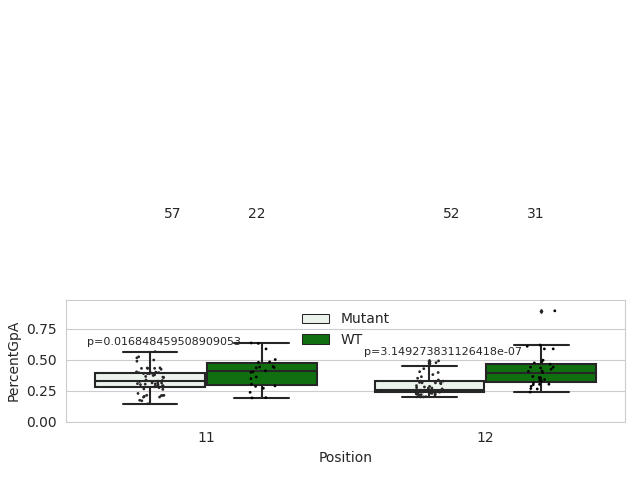 57 22 52 31
Mutant
WT
p=0.016848459508909053
p=3.149273831126418e-07
0.75
0.50
0.25
0.00
PercentGpA
11 12
Position